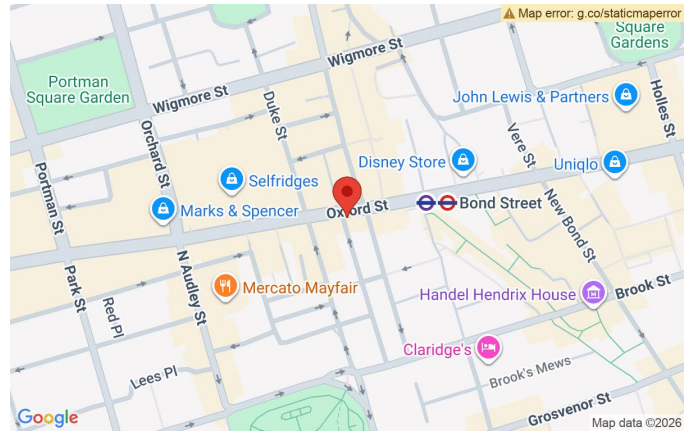 Map error: g.co/staticmaperror
Square
Gardens
Wigmore St
Portman
Square Garden
Wigmore St
John Lewis & Partners
Holles St
Duke St
Orchard St
Vere St
Disney Store
Uniqlo
Portman St
Selfridges
Marks & Spencer
Oxford St
Bond Street
New Bond St
N Audley St
Park St
Red Pl
Mercato Mayfair
Handel Hendrix House
Brook St
Claridge's
Lees Pl
Brook's Mews
Grosvenor St
Google
Map data ©2026